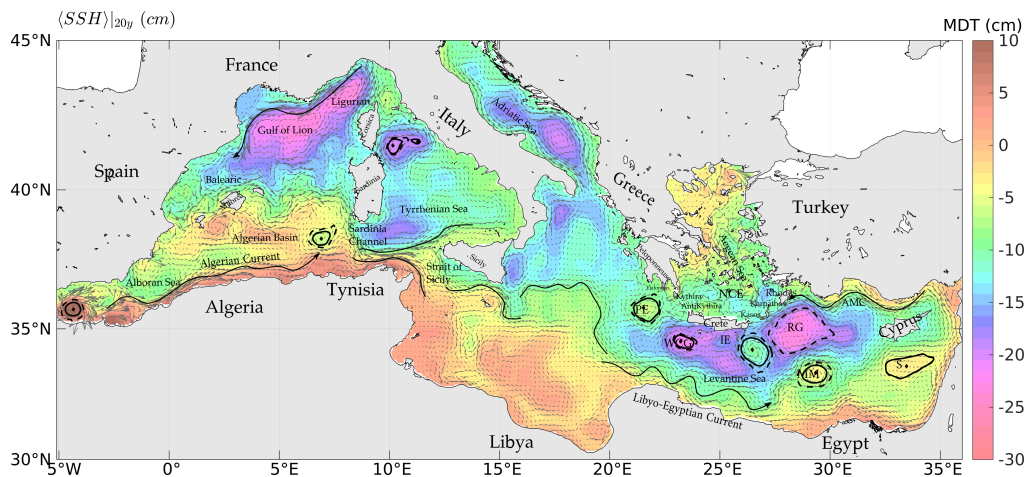 ⟨SSH⟩|20y (cm)
MDT (cm)
45°N
40°N
35°N
30°N
5°W
0°
5°E
10°E
15°E
20°E
25°E
30°E
35°E
10
5
0
-5
-10
-15
-20
-25
-30
France
Spain
Italy
Greece
Turkey
Algeria
Tynisia
Libya
Egypt
Cyprus
Ligurian
Gulf of Lion
Corsica
Adriatic Sea
Balearic
Sardinia
Tyrrhenian Sea
Sardinia
Channel
Algerian Basin
Algerian Current
Alboran Sea
Strait of
Sicily
Sicily
Peloponnese
Aegean Sea
Kythira
AntiKythira
NCE
Rhodas
Karpathos
Kasos
Crete
AMC
PE
WCG
IE
RG
MME
S
Levantine Sea
Libyo-Egyptian Current